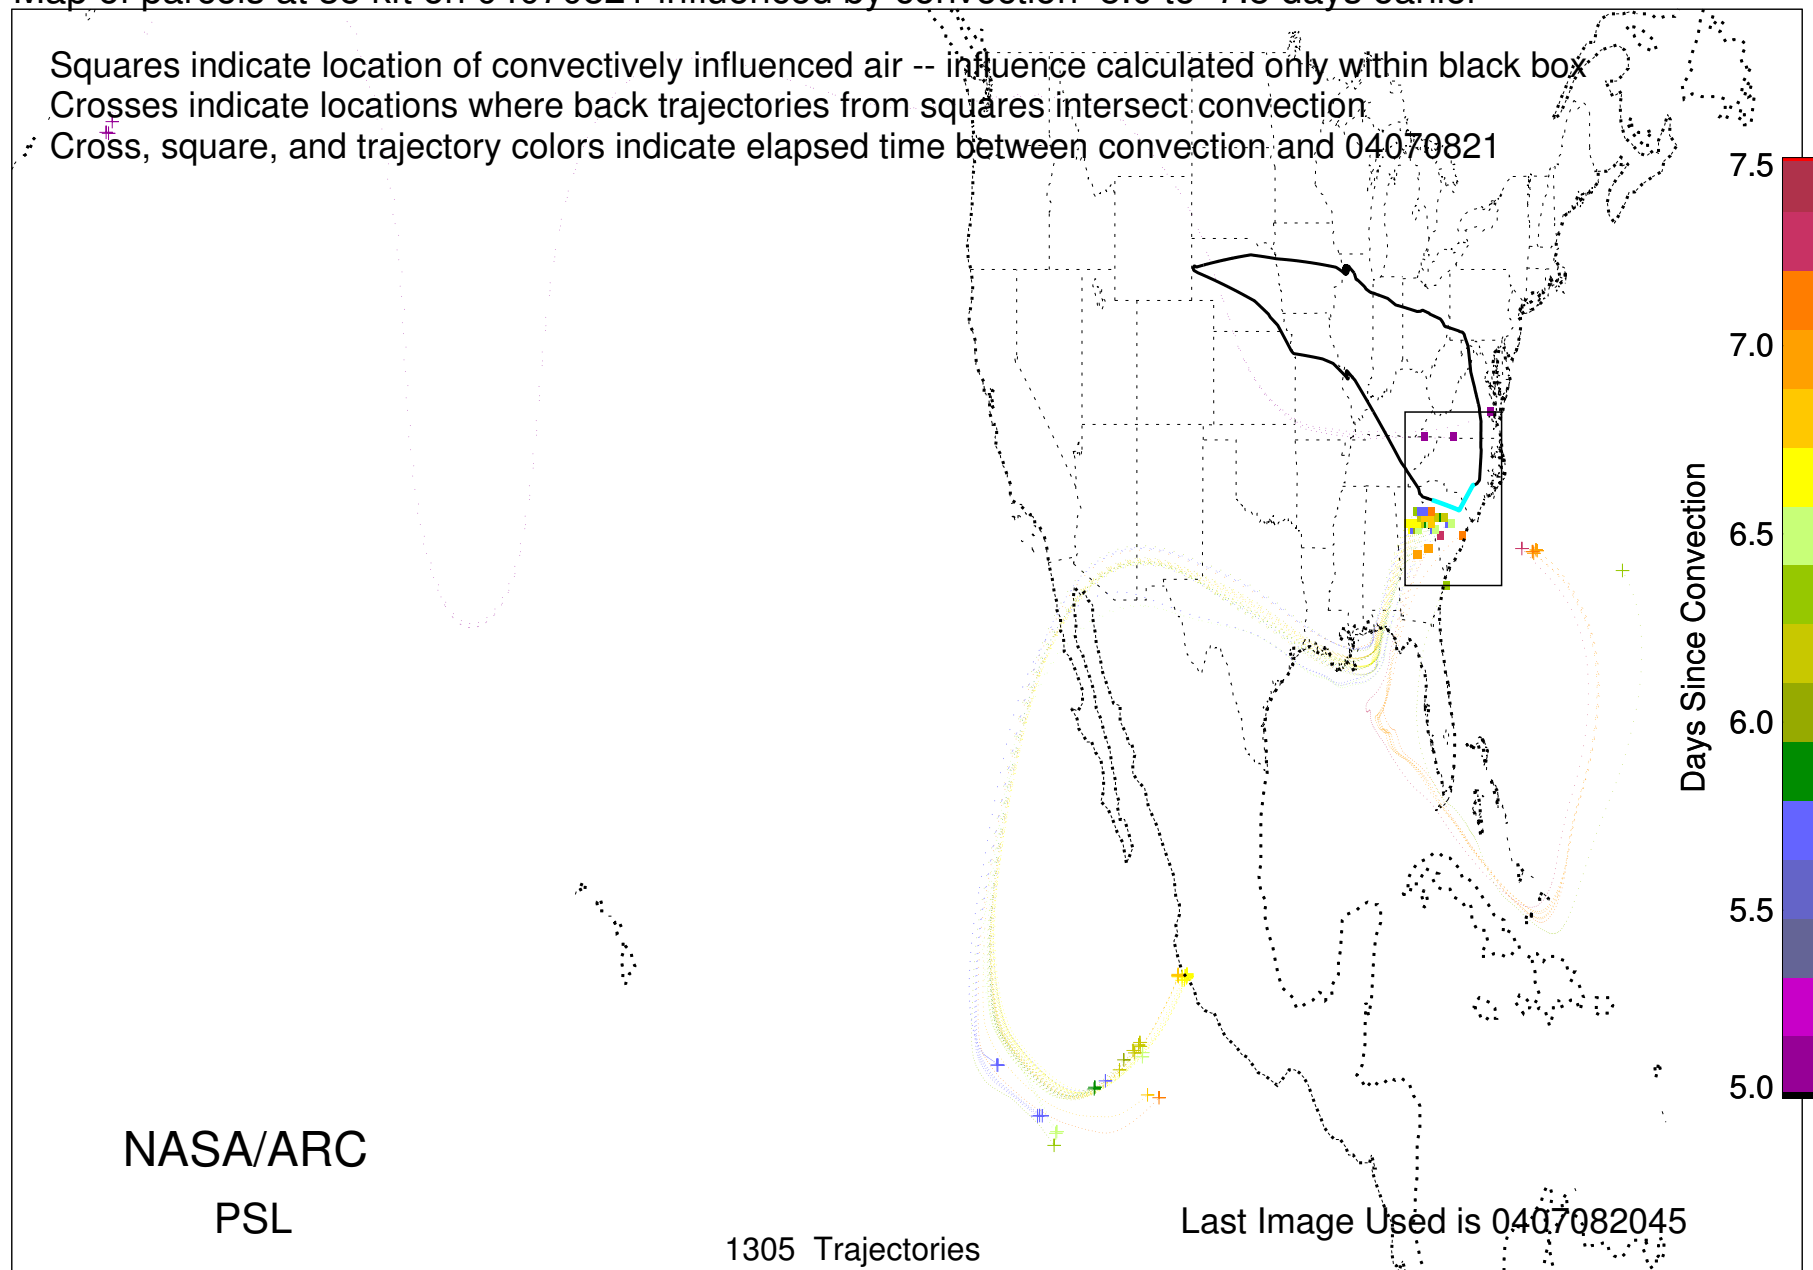 Squares indicate location of convectively influenced air -- influence calculated only within black box
Crosses indicate locations where back trajectories from squares intersect convection
Cross, square, and trajectory colors indicate elapsed time between convection and 04070821
7.5
7.0
6.5
6.0
5.5
5.0
Days Since Convection
NASA/ARC
PSL
Last Image Used is 0407082045
1305 Trajectories